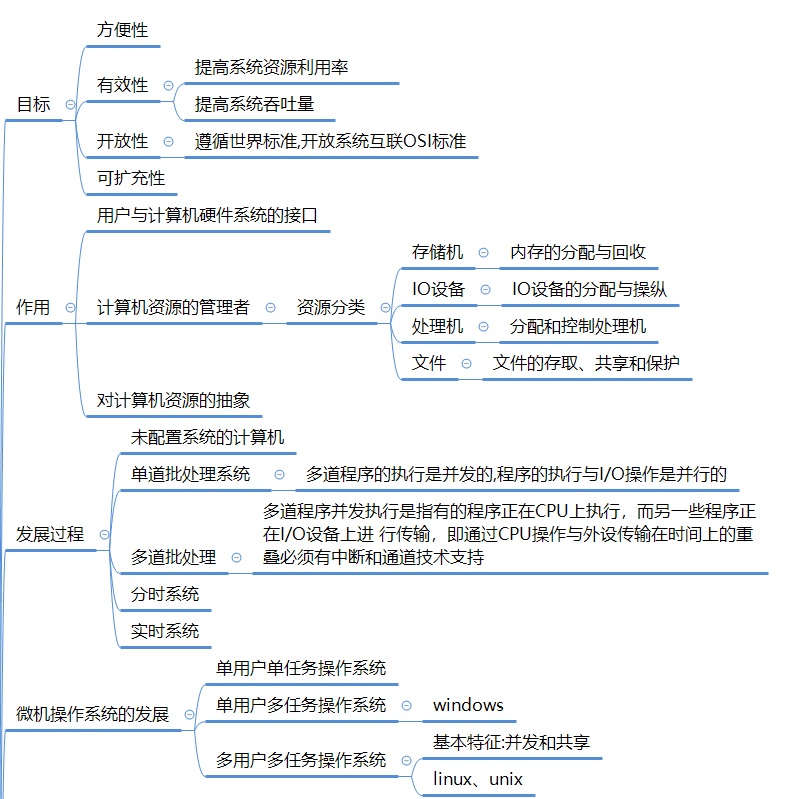 目标
方便性
有效性
提高系统资源利用率
提高系统吞吐量
开放性
遵循世界标准,开放系统互联OSI标准
可扩充性
作用
用户与计算机硬件系统的接口
计算机资源的管理者
资源分类
存储机
内存的分配与回收
IO设备
IO设备的分配与操纵
处理机
分配和控制处理机
文件
文件的存取、共享和保护
对计算机资源的抽象
发展过程
未配置系统的计算机
单道批处理系统
多道程序的执行是并发的,程序的执行与I/O操作是并行的
多道批处理
多道程序并发执行是指有的程序正在CPU上执行，而另一些程序正
在I/O设备上进 行传输，即通过CPU操作与外设传输在时间上的重
叠必须有中断和通道技术支持
分时系统
实时系统
微机操作系统的发展
单用户单任务操作系统
单用户多任务操作系统
windows
多用户多任务操作系统
基本特征:并发和共享
linux、unix